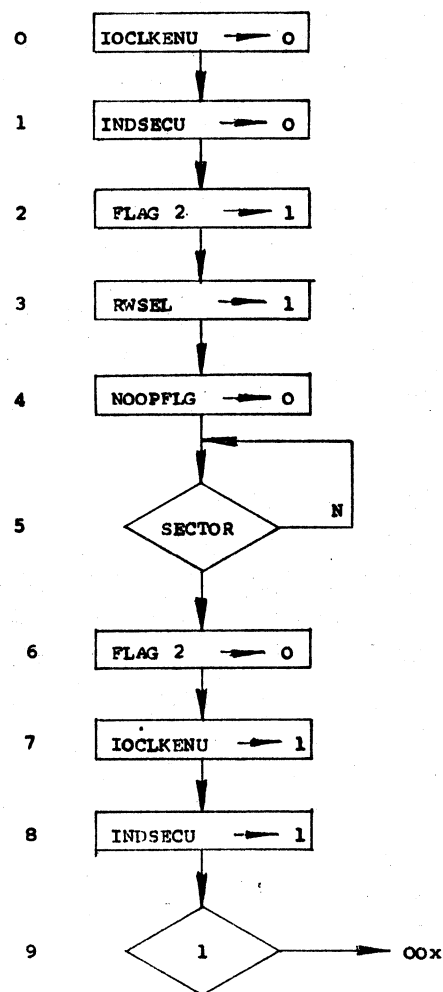 0 IOCLKENU → 0
1 INDSECU → 0
2 FLAG 2 → 1
3 RWSEL → 1
4 NOOPFLG → 0
5 SECTOR N
6 FLAG 2 → 0
7 IOCLKENU → 1
8 INDSECU → 1
9 1 → 00x